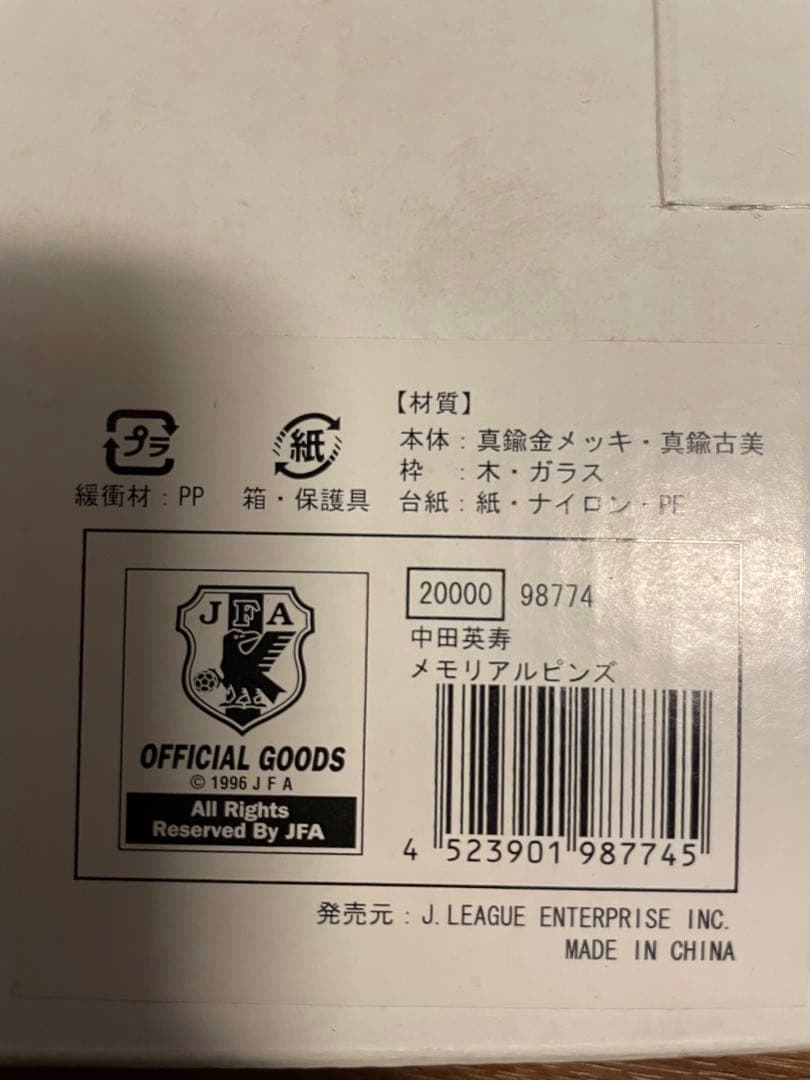 【材質】
プラ
紙
本体：真鍮金メッキ・真鍮古美
緩衝材：PP
箱・保護具
枠　：木・ガラス
台紙：紙・ナイロン・PP
JFA
OFFICIAL GOODS
© 1996 J F A
All Rights
Reserved By JFA
20000 98774
中田英寿
メモリアルピンズ
4 523901 987745
発売元：J.LEAGUE ENTERPRISE INC.
MADE IN CHINA